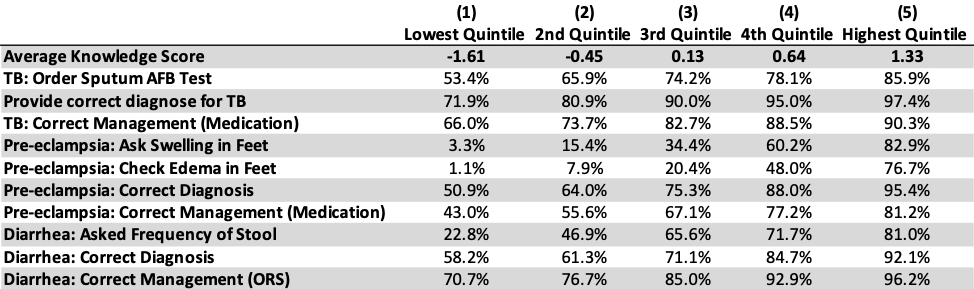 (1) (2) (3) (4) (5)
Lowest Quintile 2nd Quintile 3rd Quintile 4th Quintile Highest Quintile
Average Knowledge Score -1.61 -0.45 0.13 0.64 1.33
TB: Order Sputum AFB Test 53.4% 65.9% 74.2% 78.1% 85.9%
Provide correct diagnose for TB 71.9% 80.9% 90.0% 95.0% 97.4%
TB: Correct Management (Medication) 66.0% 73.7% 82.7% 88.5% 90.3%
Pre-eclampsia: Ask Swelling in Feet 3.3% 15.4% 34.4% 60.2% 82.9%
Pre-eclampsia: Check Edema in Feet 1.1% 7.9% 20.4% 48.0% 76.7%
Pre-eclampsia: Correct Diagnosis 50.9% 64.0% 75.3% 88.0% 95.4%
Pre-eclampsia: Correct Management (Medication) 43.0% 55.6% 67.1% 77.2% 81.2%
Diarrhea: Asked Frequency of Stool 22.8% 46.9% 65.6% 71.7% 81.0%
Diarrhea: Correct Diagnosis 58.2% 61.3% 71.1% 84.7% 92.1%
Diarrhea: Correct Management (ORS) 70.7% 76.7% 85.0% 92.9% 96.2%